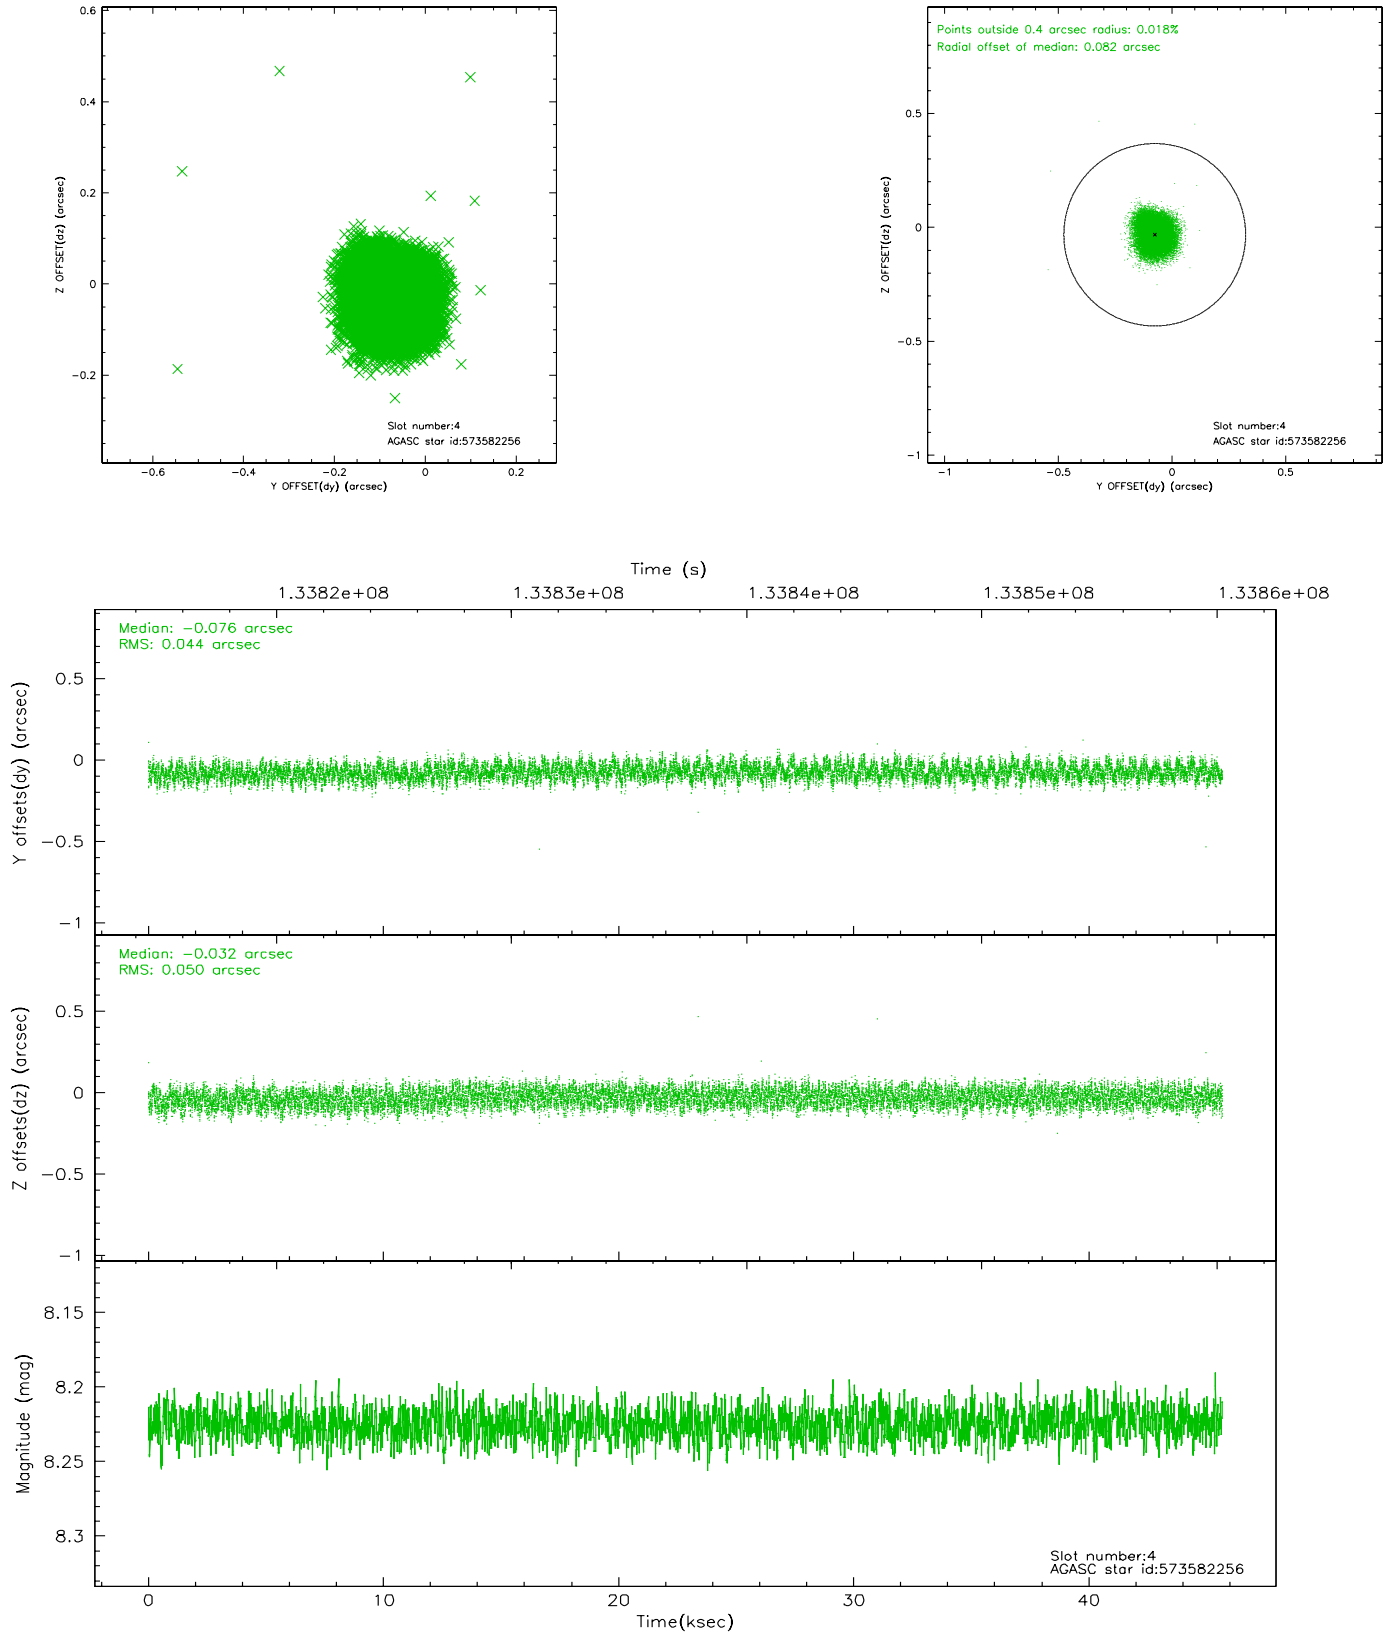 0.6
0.4
0.2
0
−0.2
Z OFFSET(dz) (arcsec)
Slot number:4
AGASC star id:573582256
−0.6 −0.4 −0.2 0 0.2
Y OFFSET(dy) (arcsec)
Points outside 0.4 arcsec radius: 0.018%
Radial offset of median: 0.082 arcsec
0.5
0
−0.5
−1
Z OFFSET(dz) (arcsec)
Slot number:4
AGASC star id:573582256
−1 −0.5 0 0.5
Y OFFSET(dy) (arcsec)
Time (s)
1.3382e+08 1.3383e+08 1.3384e+08 1.3385e+08 1.3386e+08
Median: −0.076 arcsec
RMS: 0.044 arcsec
0.5
0
−0.5
−1
Y offsets(dy) (arcsec)
Median: −0.032 arcsec
RMS: 0.050 arcsec
0.5
0
−0.5
−1
Z offsets(dz) (arcsec)
8.15
8.2
8.25
8.3
Magnitude (mag)
Slot number:4
AGASC star id:573582256
0 10 20 30 40
Time(ksec)